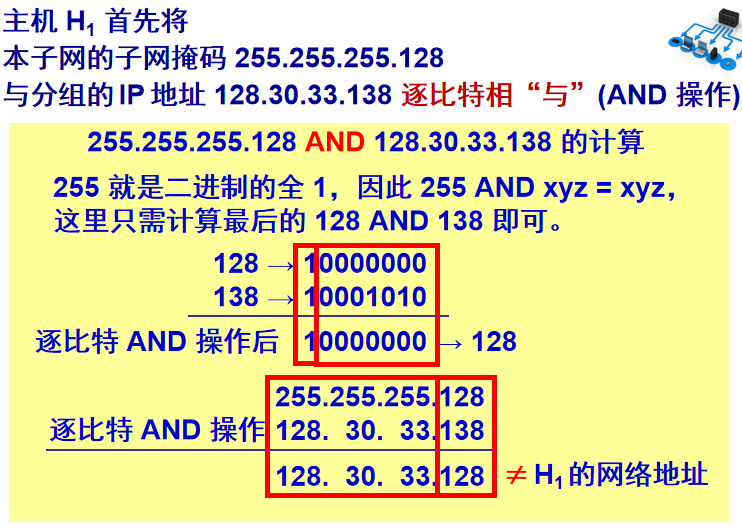 主机 H1 首先将
本子网的子网掩码 255.255.255.128
与分组的 IP 地址 128.30.33.138 逐比特相“与”(AND 操作)
255.255.255.128 AND 128.30.33.138 的计算
255 就是二进制的全 1，因此 255 AND xyz = xyz，
这里只需计算最后的 128 AND 138 即可。
128 → 10000000
138 → 10001010
逐比特 AND 操作后 10000000 → 128
255.255.255.128
逐比特 AND 操作 128. 30. 33.138
128. 30. 33.128 ≠ H1 的网络地址